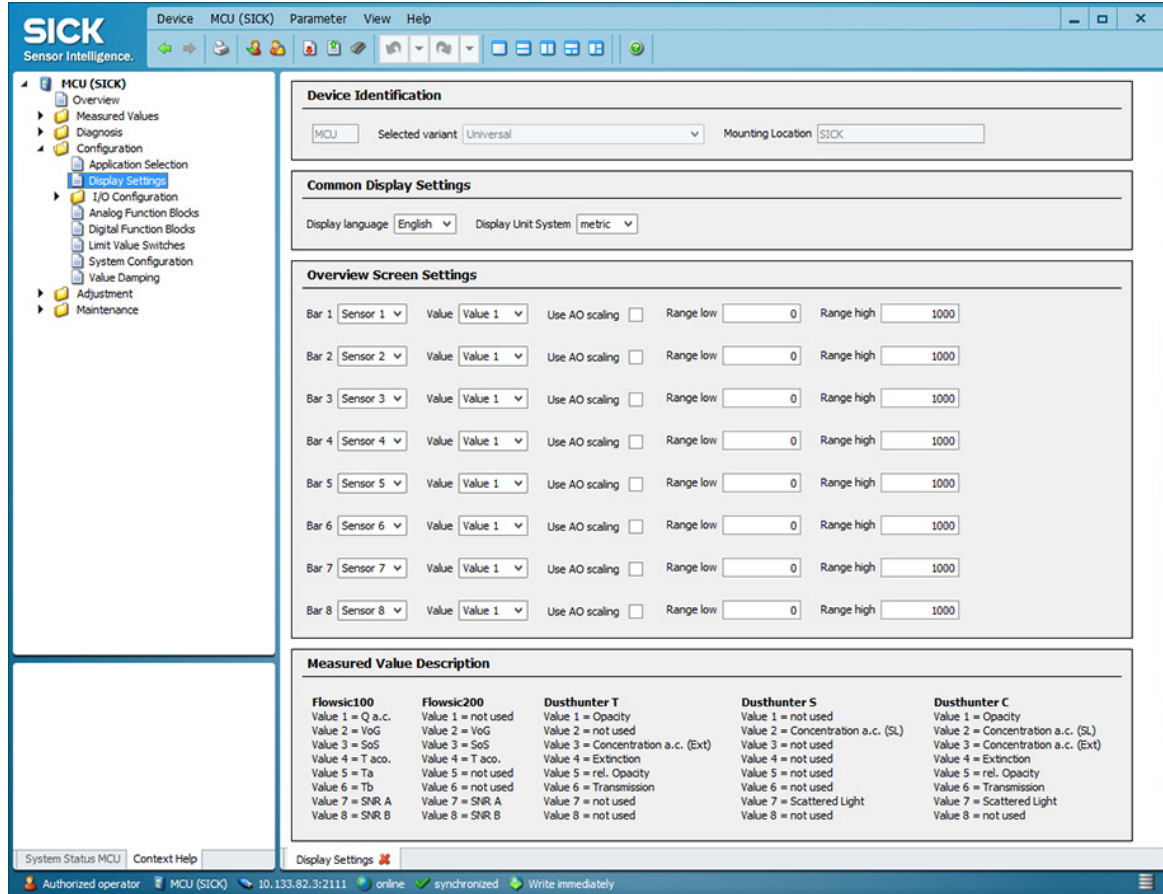 SICK
Sensor Intelligence.
Device MCU (SICK) Parameter View Help
MCU (SICK)
Overview
Measured Values
Diagnosis
Configuration
Application Selection
Display Settings
I/O Configuration
Analog Function Blocks
Digital Function Blocks
Limit Value Switches
System Configuration
Value Damping
Adjustment
Maintenance
System Status MCU Context Help
Device Identification
MCU Selected variant Universal Mounting Location SICK
Common Display Settings
Display language English Display Unit System metric
Overview Screen Settings
Bar 1 Sensor 1 Value Value 1 Use AO scaling Range low 0 Range high 1000
Bar 2 Sensor 2 Value Value 1 Use AO scaling Range low 0 Range high 1000
Bar 3 Sensor 3 Value Value 1 Use AO scaling Range low 0 Range high 1000
Bar 4 Sensor 4 Value Value 1 Use AO scaling Range low 0 Range high 1000
Bar 5 Sensor 5 Value Value 1 Use AO scaling Range low 0 Range high 1000
Bar 6 Sensor 6 Value Value 1 Use AO scaling Range low 0 Range high 1000
Bar 7 Sensor 7 Value Value 1 Use AO scaling Range low 0 Range high 1000
Bar 8 Sensor 8 Value Value 1 Use AO scaling Range low 0 Range high 1000
Measured Value Description
Flowsic100 Flowsic200 Dusthunter T Dusthunter S Dusthunter C
Value 1 = Q a.c. Value 1 = not used Value 1 = Opacity Value 1 = not used Value 1 = Opacity
Value 2 = VoG Value 2 = VoG Value 2 = not used Value 2 = Concentration a.c. (SL) Value 2 = Concentration a.c. (SL)
Value 3 = SoS Value 3 = SoS Value 3 = Concentration a.c. (Ext) Value 3 = not used Value 3 = Concentration a.c. (Ext)
Value 4 = T aco. Value 4 = T aco. Value 4 = Extinction Value 4 = not used Value 4 = Extinction
Value 5 = Ta Value 5 = not used Value 5 = rel. Opacity Value 5 = not used Value 5 = rel. Opacity
Value 6 = Tb Value 6 = not used Value 6 = Transmission Value 6 = not used Value 6 = Transmission
Value 7 = SNR A Value 7 = SNR A Value 7 = not used Value 7 = Scattered Light Value 7 = Scattered Light
Value 8 = SNR B Value 8 = SNR B Value 8 = not used Value 8 = not used Value 8 = not used
Display Settings
Authorized operator MCU (SICK) 10.133.82.3:2111 online synchronized Write immediately